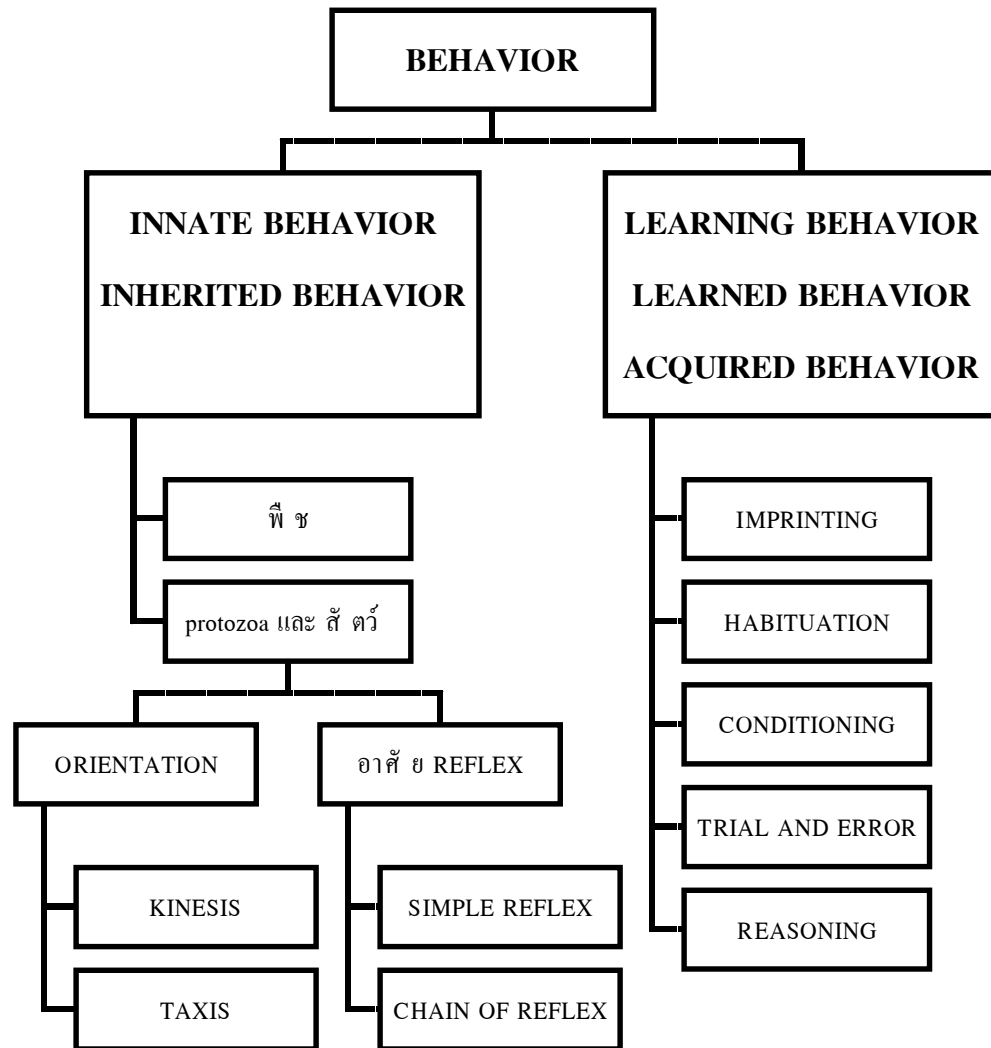 BEHAVIOR
INNATE BEHAVIOR
INHERITED BEHAVIOR
LEARNING BEHAVIOR
LEARNED BEHAVIOR
ACQUIRED BEHAVIOR
พืช
protozoa และ สัตว์
ORIENTATION
อาศัย REFLEX
KINESIS
TAXIS
SIMPLE REFLEX
CHAIN OF REFLEX
IMPRINTING
HABITUATION
CONDITIONING
TRIAL AND ERROR
REASONING